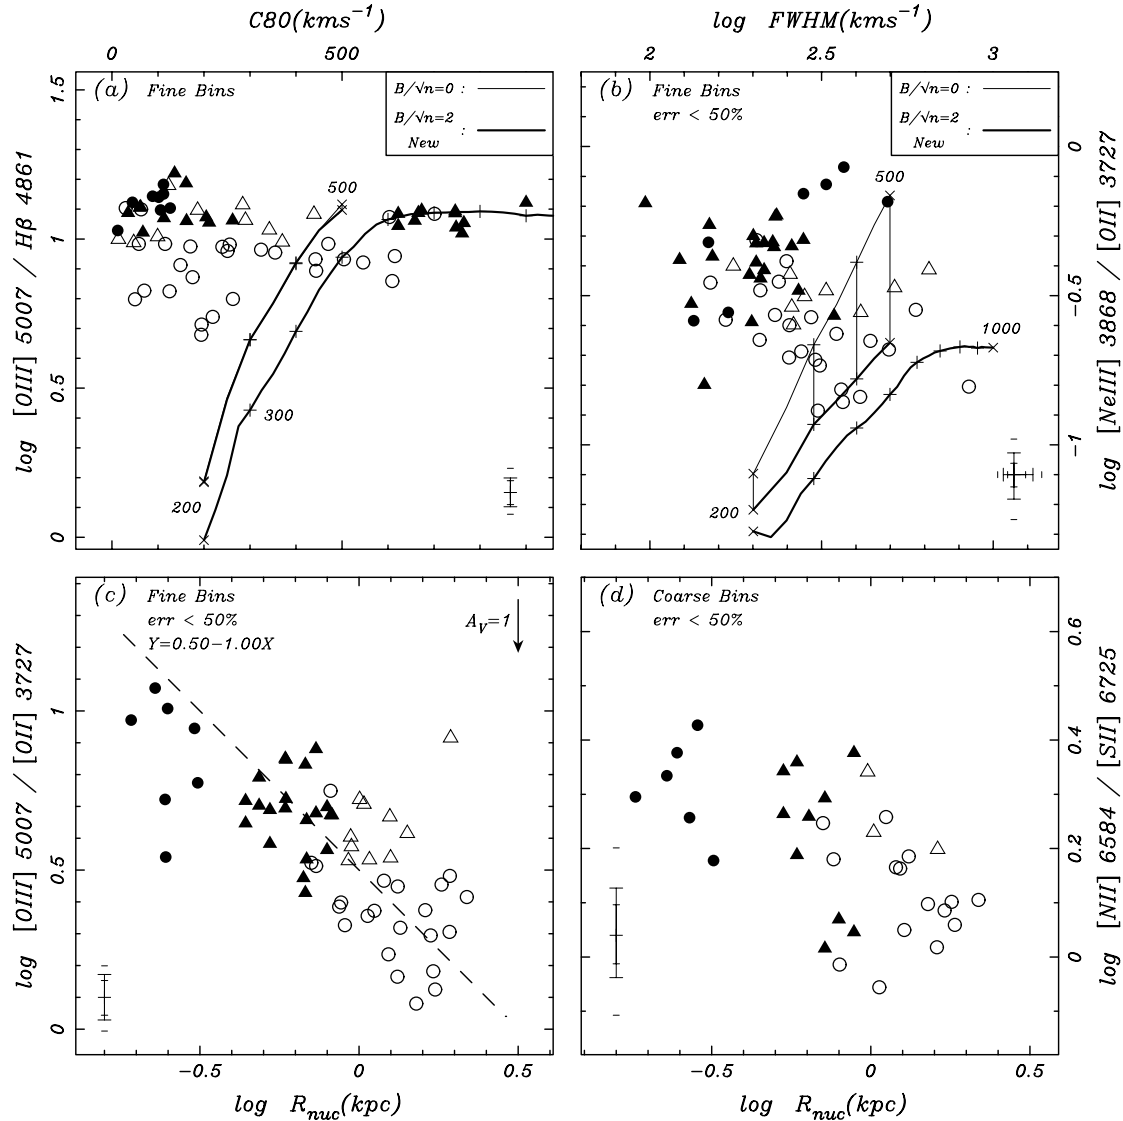 C80(kms⁻¹)
log FWHM(kms⁻¹)
0 500
2 2.5 3
(a) Fine Bins
B/√n=0 :
B/√n=2 :
New
500
300
200
log [OIII] 5007 / Hβ 4861
0 0.5 1 1.5
(b) Fine Bins
err < 50%
B/√n=0 :
B/√n=2 :
New
500
1000
200
log [NeIII] 3868 / [OII] 3727
0 −0.5 −1
(c) Fine Bins
err < 50%
Y=0.50−1.00X
A_V=1
log [OIII] 5007 / [OII] 3727
0 0.5 1
(d) Coarse Bins
err < 50%
log [NII] 6584 / [SII] 6725
0 0.2 0.4 0.6
−0.5 0 0.5
−0.5 0 0.5
log R_nuc(kpc)
log R_nuc(kpc)